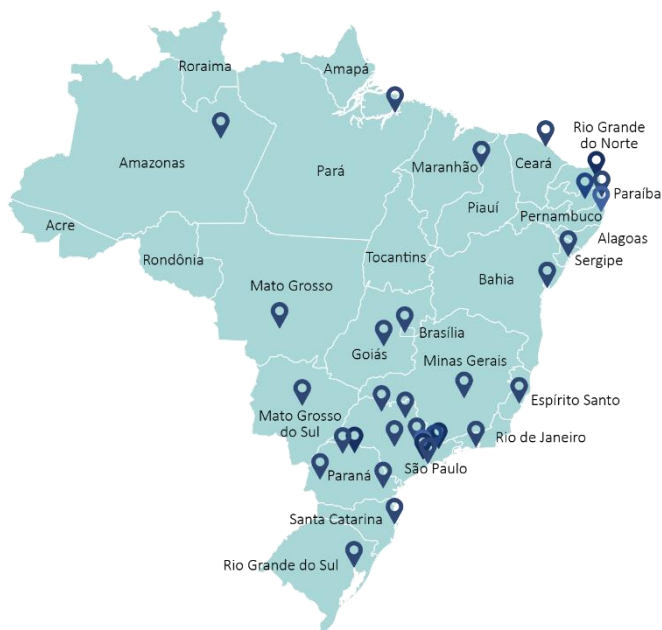 Roraima
Amapá
Rio Grande
do Norte
Amazonas
Pará
Maranhão
Ceará
Paraíba
Piauí
Pernambuco
Acre
Alagoas
Rondônia
Tocantins
Sergipe
Bahia
Mato Grosso
Brasília
Goiás
Minas Gerais
Espírito Santo
Mato Grosso
do Sul
Rio de Janeiro
São Paulo
Paraná
Santa Catarina
Rio Grande do Sul